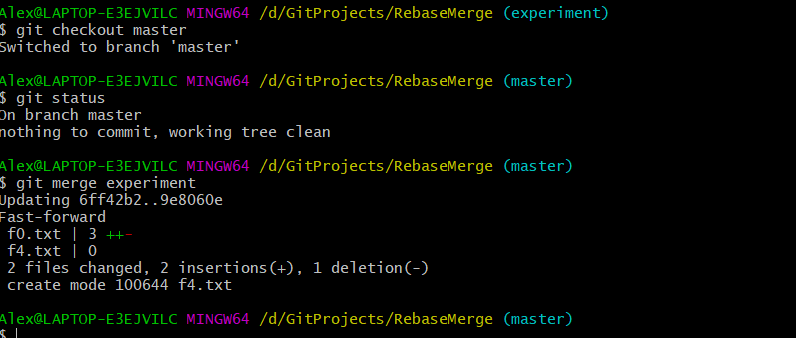 Alex@LAPTOP-E3EJVILC MINGW64 /d/GitProjects/RebaseMerge (experiment)
$ git checkout master
Switched to branch 'master'
Alex@LAPTOP-E3EJVILC MINGW64 /d/GitProjects/RebaseMerge (master)
$ git status
On branch master
nothing to commit, working tree clean
Alex@LAPTOP-E3EJVILC MINGW64 /d/GitProjects/RebaseMerge (master)
$ git merge experiment
Updating 6ff42b2..9e8060e
Fast-forward
f0.txt | 3 ++-
f4.txt | 0
2 files changed, 2 insertions(+), 1 deletion(-)
create mode 100644 f4.txt
Alex@LAPTOP-E3EJVILC MINGW64 /d/GitProjects/RebaseMerge (master)
$